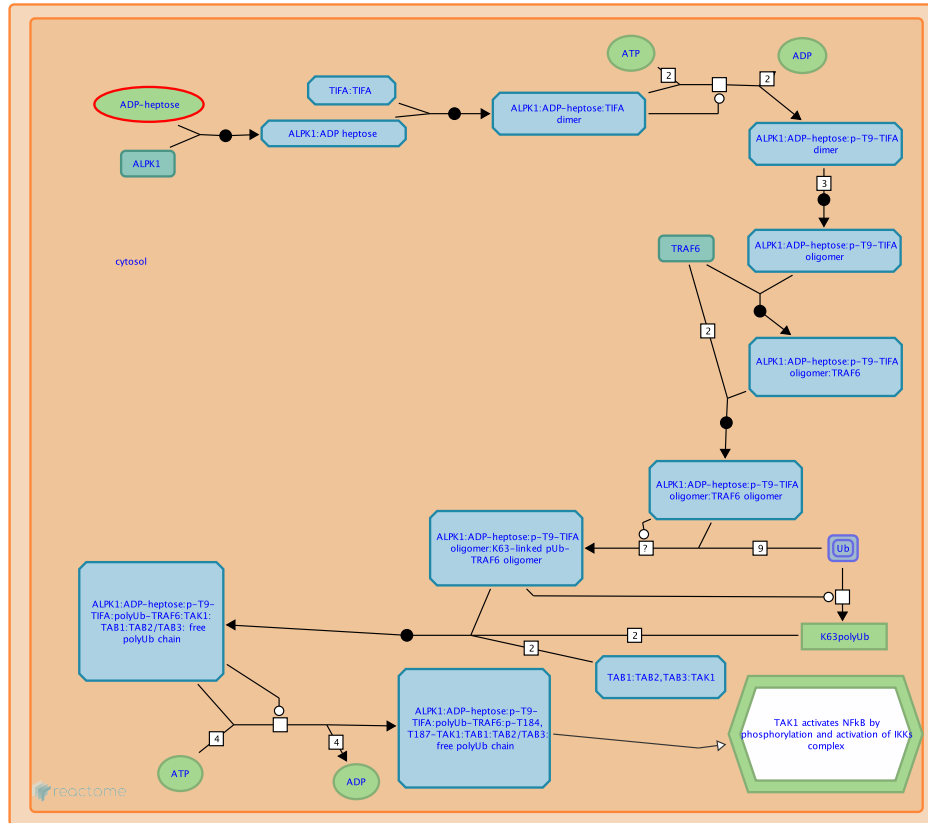 ATP
ADP
2
2
ADP-heptose
TIFA:TIFA
ALPK1:ADP heptose
ALPK1
ALPK1:ADP-heptose:TIFA
dimer
ALPK1:ADP-heptose:p-T9-TIFA
dimer
3
cytosol
TRAF6
ALPK1:ADP-heptose:p-T9-TIFA
oligomer
2
ALPK1:ADP-heptose:p-T9-TIFA
oligomer:TRAF6
ALPK1:ADP-heptose:p-T9-TIFA
oligomer:TRAF6 oligomer
ALPK1:ADP-heptose:p-T9-TIFA
oligomer:K63-linked pUb-
TRAF6 oligomer
?
9
Ub
ALPK1:ADP-heptose:p-T9-
TIFA:polyUb-TRAF6:TAK1:
TAB1:TAB2/TAB3: free
polyUb chain
2
K63polyUb
2
TAB1:TAB2,TAB3:TAK1
ALPK1:ADP-heptose:p-T9-
TIFA:polyUb-TRAF6:p-T184,
T187-TAK1:TAB1:TAB2/TAB3:
free polyUb chain
4
4
ATP
ADP
TAK1 activates NFkB by
phosphorylation and activation of IKKs
complex
reactome